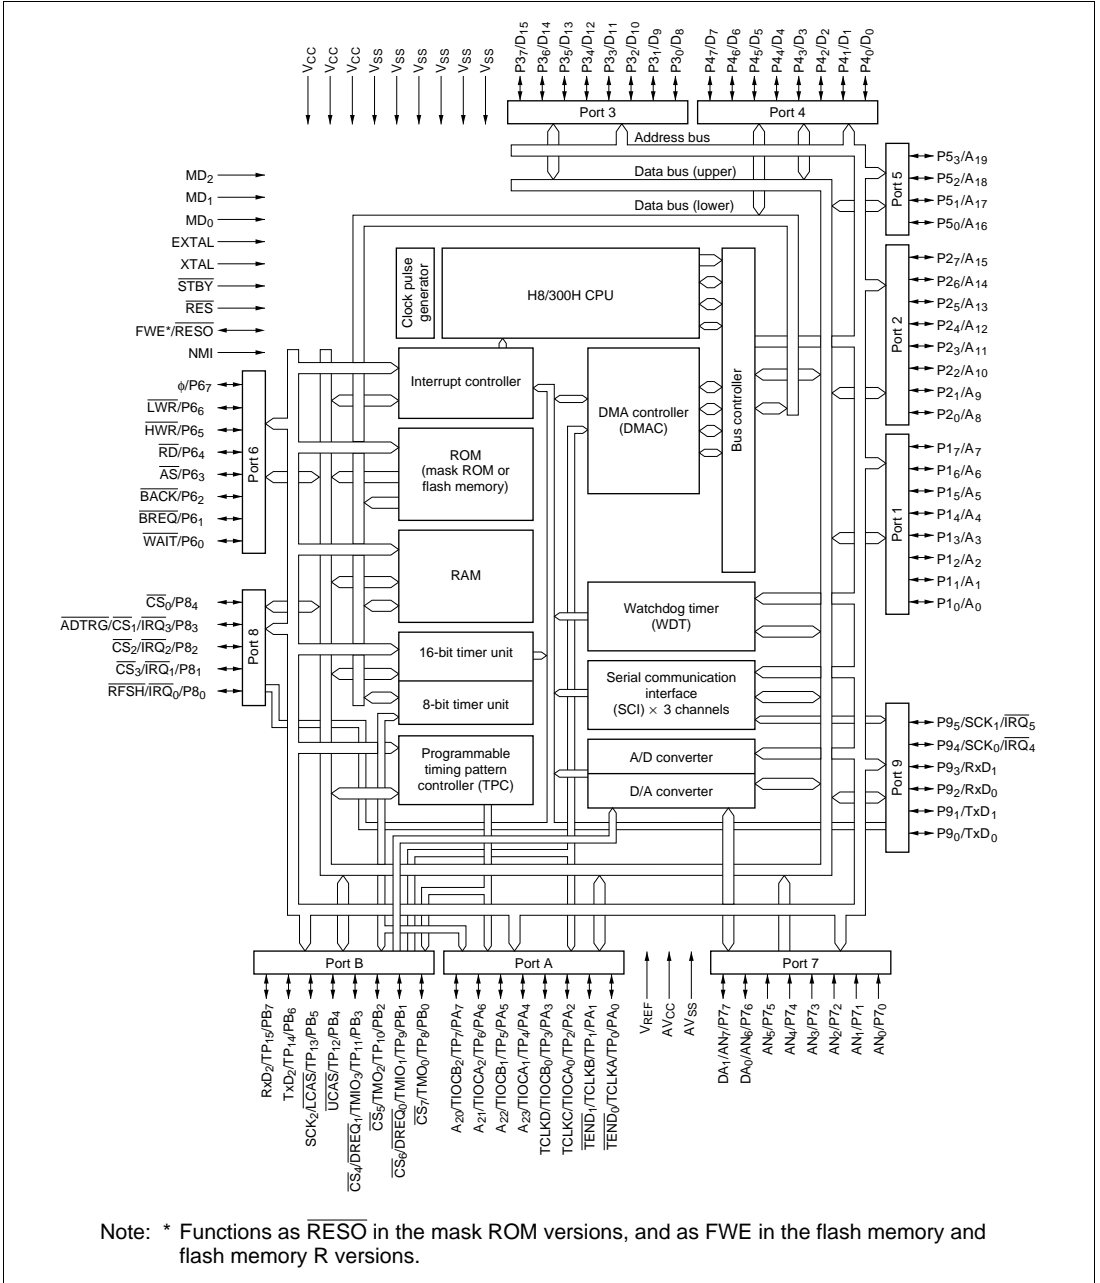 VCC
VCC
VCC
VSS
VSS
VSS
VSS
VSS
VSS
P37/D15
P36/D14
P35/D13
P34/D12
P33/D11
P32/D10
P31/D9
P30/D8
P47/D7
P46/D6
P45/D5
P44/D4
P43/D3
P42/D2
P41/D1
P40/D0
Port 3
Port 4
Address bus
Data bus (upper)
Data bus (lower)
MD2
MD1
MD0
EXTAL
XTAL
STBY
RES
FWE*/RESO
NMI
Port 5
P53/A19
P52/A18
P51/A17
P50/A16
Clock pulse
generator
H8/300H CPU
Bus controller
Port 2
P27/A15
P26/A14
P25/A13
P24/A12
P23/A11
P22/A10
P21/A9
P20/A8
φ/P67
LWR/P66
HWR/P65
RD/P64
AS/P63
BACK/P62
BREQ/P61
WAIT/P60
Port 6
Interrupt controller
DMA controller
(DMAC)
ROM
(mask ROM or
flash memory)
RAM
Port 1
P17/A7
P16/A6
P15/A5
P14/A4
P13/A3
P12/A2
P11/A1
P10/A0
CS0/P84
ADTRG/CS1/IRQ3/P83
CS2/IRQ2/P82
CS3/IRQ1/P81
RFSH/IRQ0/P80
Port 8
Watchdog timer
(WDT)
16-bit timer unit
8-bit timer unit
Serial communication
interface
(SCI) × 3 channels
Programmable
timing pattern
controller (TPC)
A/D converter
D/A converter
Port 9
P95/SCK1/IRQ5
P94/SCK0/IRQ4
P93/RxD1
P92/RxD0
P91/TxD1
P90/TxD0
Port B
Port A
Port 7
RxD2/TP15/PB7
TxD2/TP14/PB6
SCK2/LCAS/TP13/PB5
UCAS/TP12/PB4
CS4/DREQ1/TMIO3/TP11/PB3
CS5/TMO2/TP10/PB2
CS6/DREQ0/TMIO1/TP9/PB1
CS7/TMO0/TP8/PB0
A20/TIOCB2/TP7/PA7
A21/TIOCA2/TP6/PA6
A22/TIOCB1/TP5/PA5
A23/TIOCA1/TP4/PA4
TCLKD/TIOCB0/TP3/PA3
TCLKC/TIOCA0/TP2/PA2
TEND1/TCLKB/TP1/PA1
TEND0/TCLKA/TP0/PA0
VREF
AVCC
AVSS
DA1/AN7/P77
DA0/AN6/P76
AN5/P75
AN4/P74
AN3/P73
AN2/P72
AN1/P71
AN0/P70
Note: * Functions as RESO in the mask ROM versions, and as FWE in the flash memory and
flash memory R versions.